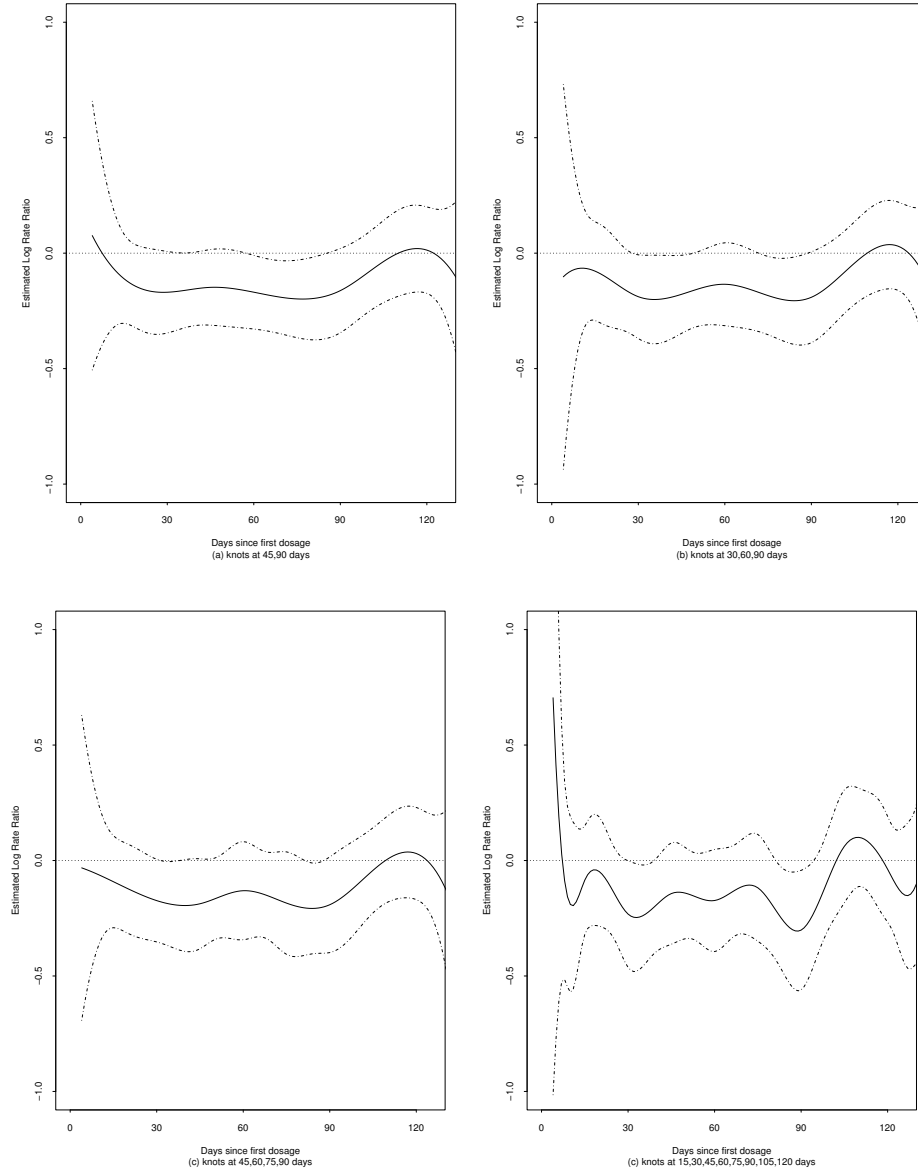 1.0
0.5
0.0
−0.5
−1.0
Estimated Log Rate Ratio
0 30 60 90 120
Days since first dosage
(a) knots at 45,90 days
1.0
0.5
0.0
−0.5
−1.0
Estimated Log Rate Ratio
0 30 60 90 120
Days since first dosage
(b) knots at 30,60,90 days
1.0
0.5
0.0
−0.5
−1.0
Estimated Log Rate Ratio
0 30 60 90 120
Days since first dosage
(c) knots at 45,60,75,90 days
1.0
0.5
0.0
−0.5
−1.0
Estimated Log Rate Ratio
0 30 60 90 120
Days since first dosage
(c) knots at 15,30,45,60,75,90,105,120 days